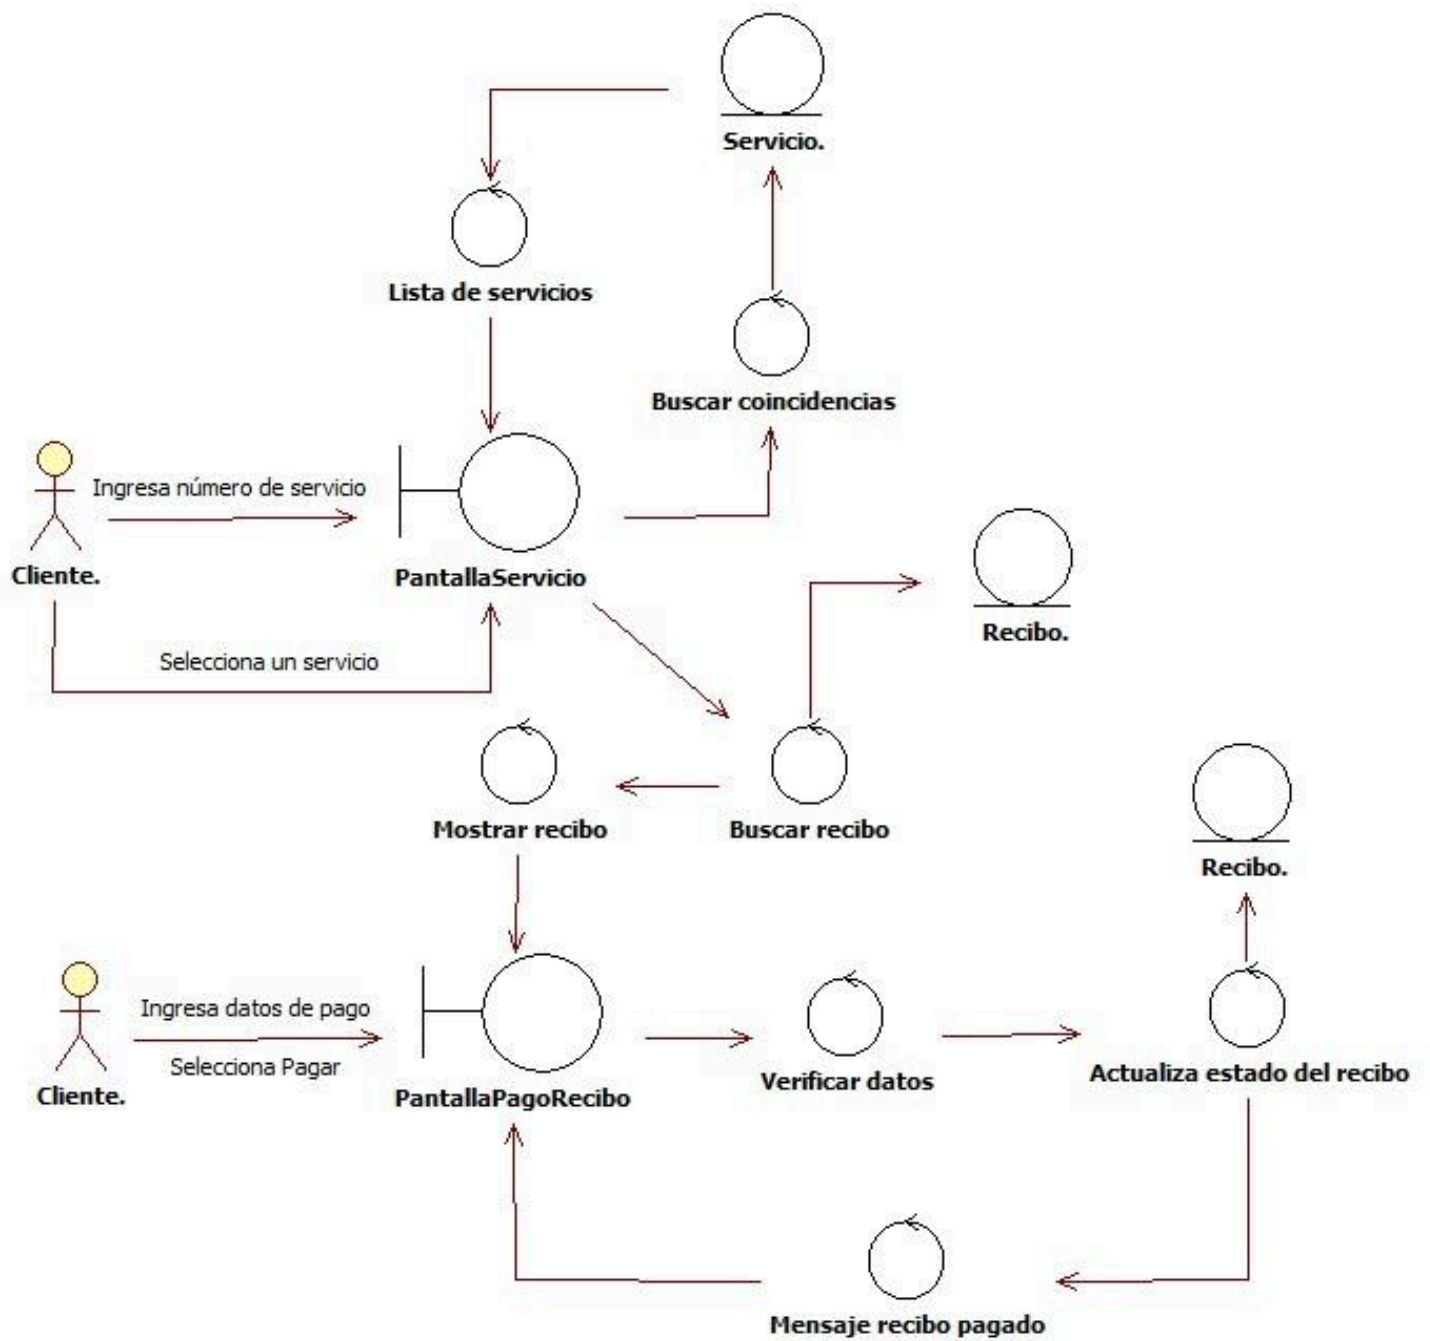 Servicio.
Lista de servicios
Buscar coincidencias
Ingresa número de servicio
Cliente.
PantallaServicio
Recibo.
Selecciona un servicio
Mostrar recibo
Buscar recibo
Recibo.
Ingresa datos de pago
Selecciona Pagar
Cliente.
PantallaPagoRecibo
Verificar datos
Actualiza estado del recibo
Mensaje recibo pagado